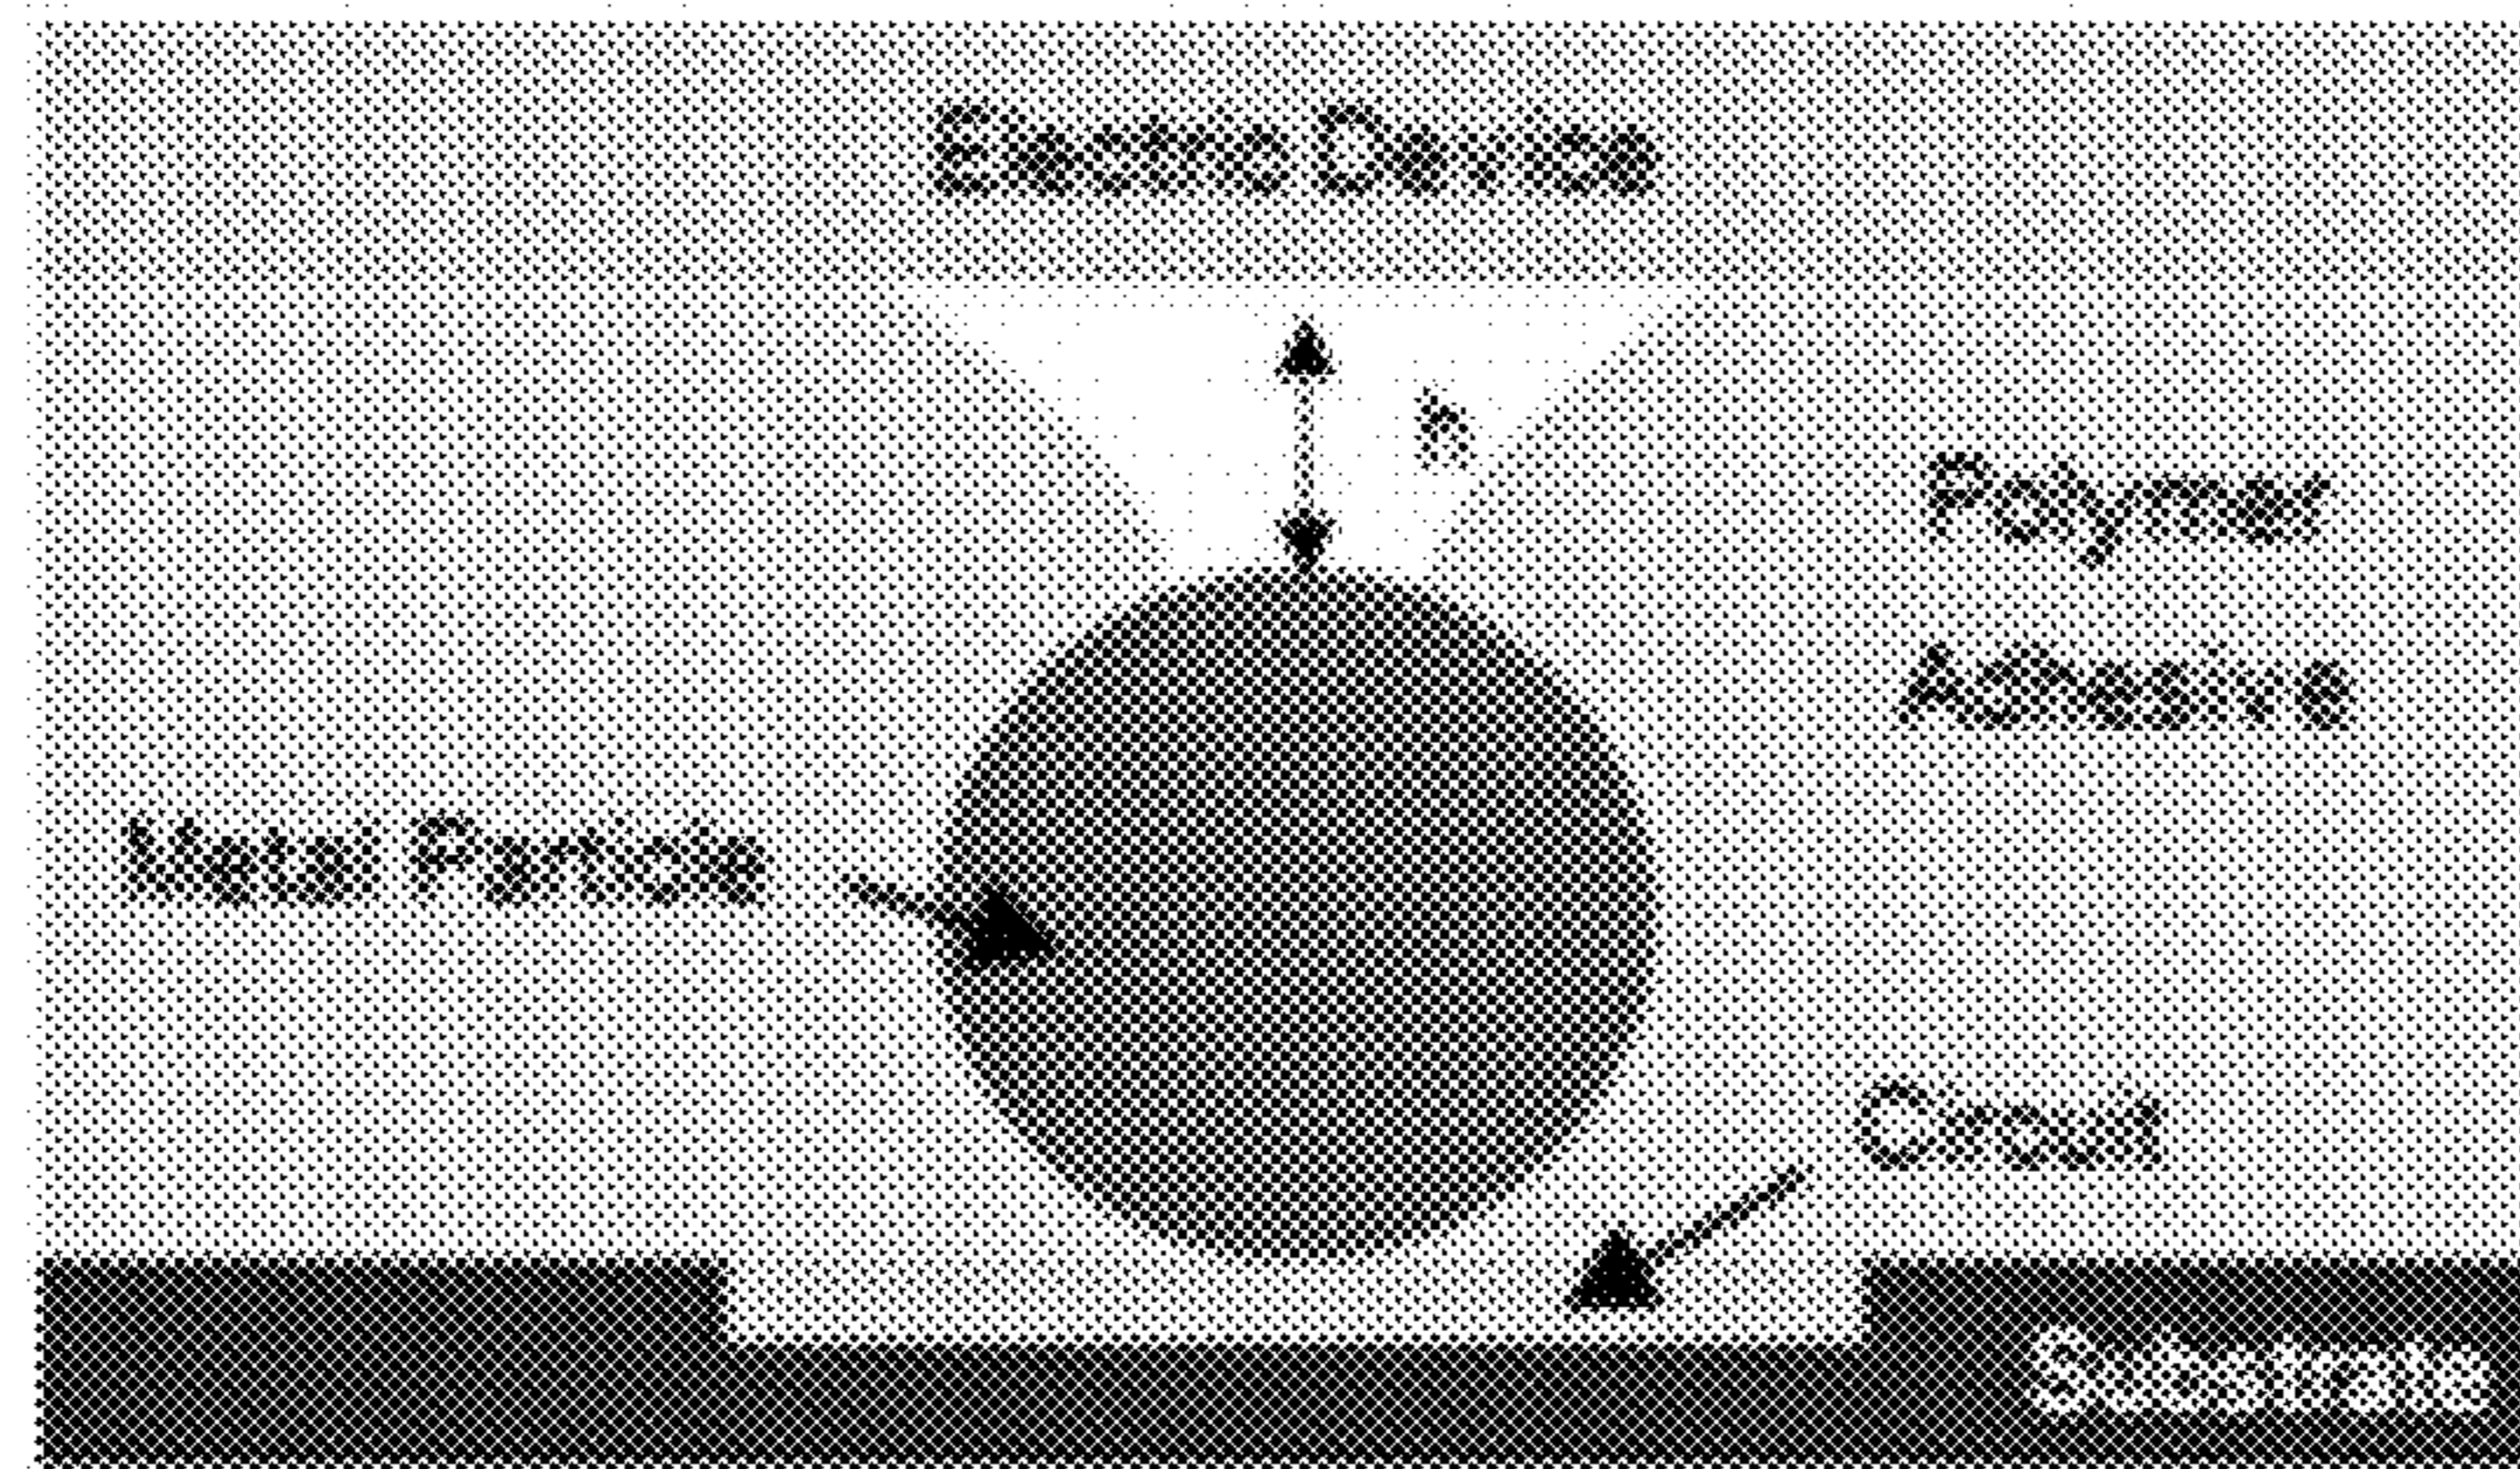 Electric Device
h
Polymer
Adhesive
Metal Particle
Circuit
Substrate